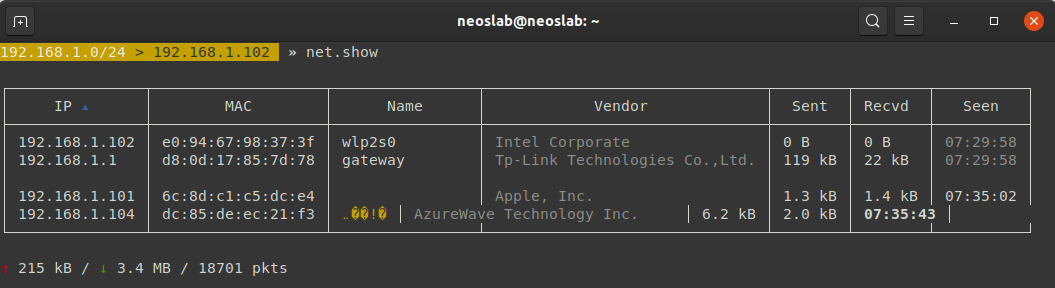 neoslab@neoslab: ~
192.168.1.0/24 > 192.168.1.102 » net.show
IP ▴ MAC Name Vendor Sent Recvd Seen
192.168.1.102 e0:94:67:98:37:3f wlp2s0 Intel Corporate 0 B 0 B 07:29:58
192.168.1.1 d8:0d:17:85:7d:78 gateway Tp-Link Technologies Co.,Ltd. 119 kB 22 kB 07:29:58
192.168.1.101 6c:8d:c1:c5:dc:e4 Apple, Inc. 1.3 kB 1.4 kB 07:35:02
192.168.1.104 dc:85:de:ec:21:f3 ��!� AzureWave Technology Inc. 6.2 kB 2.0 kB 07:35:43
↑ 215 kB / ↓ 3.4 MB / 18701 pkts